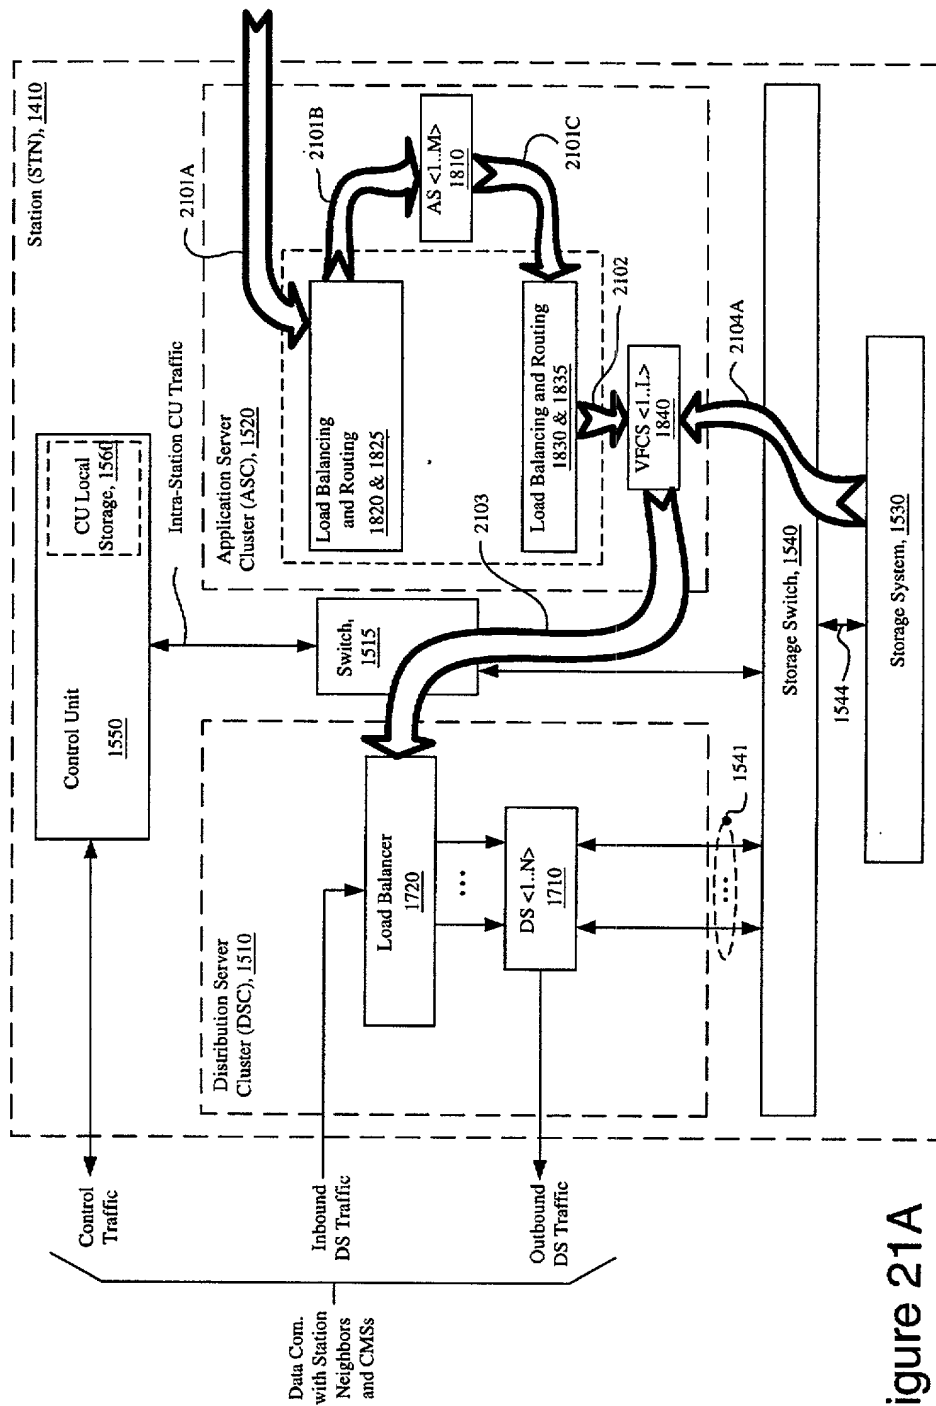 Station (STN), 1410
2101A
Control Unit
1550
CU Local
Storage, 1560
Intra-Station CU Traffic
Application Server
Cluster (ASC), 1520
Load Balancing
and Routing
1820 & 1825
2101B
AS <1..M>
1810
2101C
Load Balancing and Routing
1830 & 1835
2102
VFCS <1..L>
1840
2104A
Switch,
1515
2103
Distribution Server
Cluster (DSC), 1510
Load Balancer
1720
...
DS <1..N>
1710
...
1541
Storage Switch, 1540
1544
Storage System, 1530
Control
Traffic
Inbound
DS Traffic
Outbound
DS Traffic
Data Com.
with Station
Neighbors
and CMSs
igure 21A